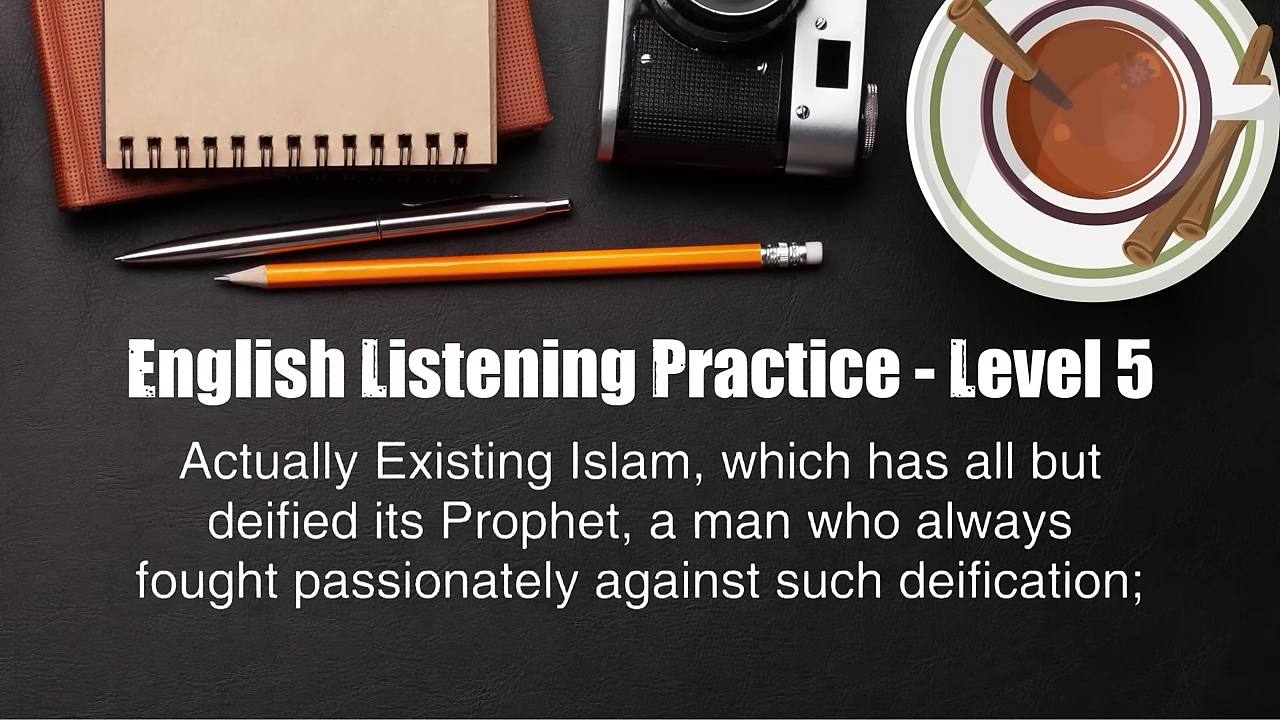 English Listening Practice - Level 5
Actually Existing Islam, which has all but
deified its Prophet, a man who always
fought passionately against such deification;